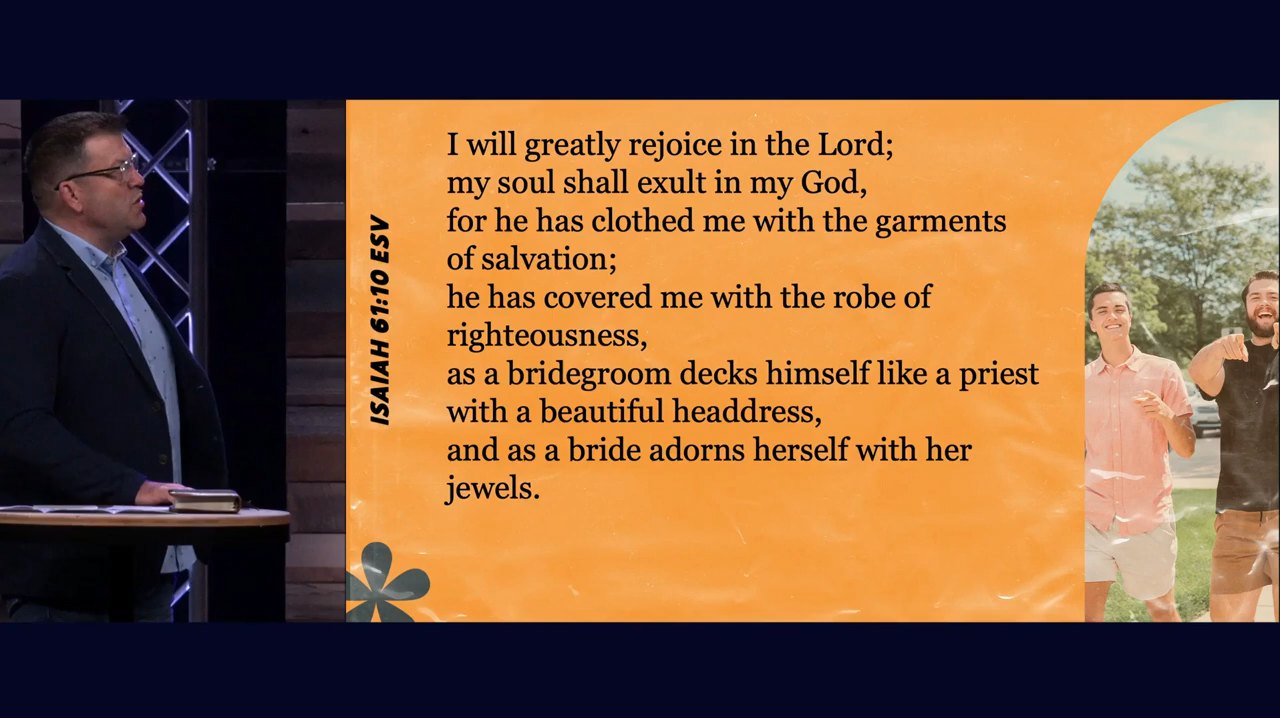 ISAIAH 61:10 ESV
I will greatly rejoice in the Lord;
my soul shall exult in my God,
for he has clothed me with the garments
of salvation;
he has covered me with the robe of
righteousness,
as a bridegroom decks himself like a priest
with a beautiful headdress,
and as a bride adorns herself with her
jewels.